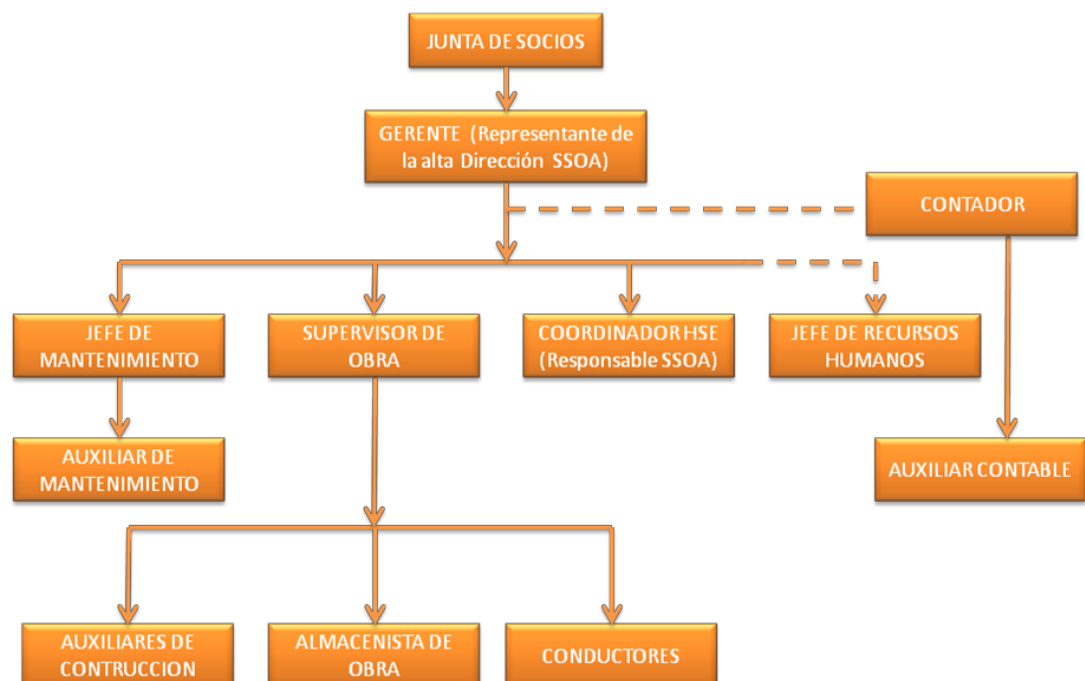 JUNTA DE SOCIOS
GERENTE (Representante de
la alta Dirección SSOA)
CONTADOR
JEFE DE
MANTENIMIENTO
SUPERVISOR DE
OBRA
COORDINADOR HSE
(Responsable SSOA)
JEFE DE RECURSOS
HUMANOS
AUXILIAR DE
MANTENIMIENTO
AUXILIAR CONTABLE
AUXILIARES DE
CONTRUCCION
ALMACENISTA DE
OBRA
CONDUCTORES